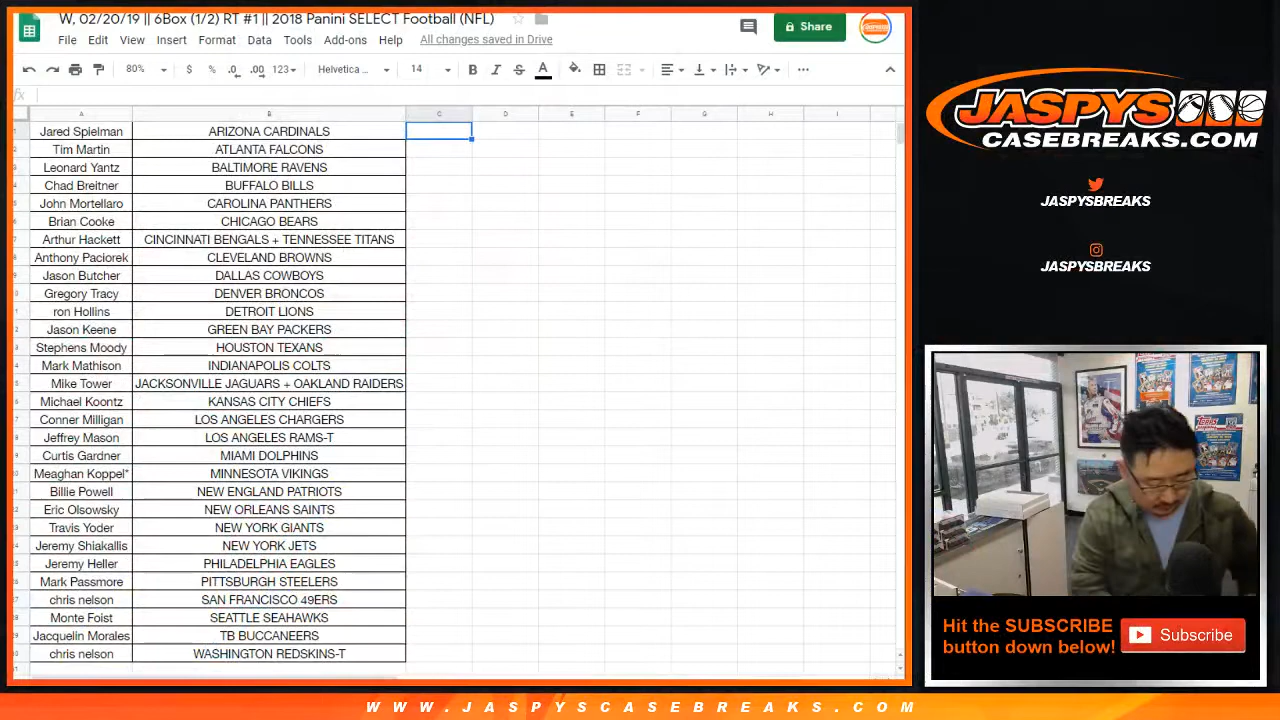 W, 02/20/19 || 6Box (1/2) RT #1 || 2018 Panini SELECT Football (NFL)
File Edit View Insert Format Data Tools Add-ons Help All changes saved in Drive
Share
80% $ % .0 .00 123 Helvetica ... 14 B I S A
fx
A B C D E F G H I
Jared Spielman ARIZONA CARDINALS
Tim Martin ATLANTA FALCONS
Leonard Yantz BALTIMORE RAVENS
Chad Breitner BUFFALO BILLS
John Mortellaro CAROLINA PANTHERS
Brian Cooke CHICAGO BEARS
Arthur Hackett CINCINNATI BENGALS + TENNESSEE TITANS
Anthony Paciorek CLEVELAND BROWNS
Jason Butcher DALLAS COWBOYS
Gregory Tracy DENVER BRONCOS
ron Hollins DETROIT LIONS
Jason Keene GREEN BAY PACKERS
Stephens Moody HOUSTON TEXANS
Mark Mathison INDIANAPOLIS COLTS
Mike Tower JACKSONVILLE JAGUARS + OAKLAND RAIDERS
Michael Koontz KANSAS CITY CHIEFS
Conner Milligan LOS ANGELES CHARGERS
Jeffrey Mason LOS ANGELES RAMS-T
Curtis Gardner MIAMI DOLPHINS
Meaghan Koppel* MINNESOTA VIKINGS
Billie Powell NEW ENGLAND PATRIOTS
Eric Olsowsky NEW ORLEANS SAINTS
Travis Yoder NEW YORK GIANTS
Jeremy Shiakallis NEW YORK JETS
Jeremy Heller PHILADELPHIA EAGLES
Mark Passmore PITTSBURGH STEELERS
chris nelson SAN FRANCISCO 49ERS
Monte Foist SEATTLE SEAHAWKS
Jacquelin Morales TB BUCCANEERS
chris nelson WASHINGTON REDSKINS-T
JASPYS
CASEBREAKS.COM
JASPYSBREAKS
JASPYSBREAKS
Topps
Hit the SUBSCRIBE
button down below!
Subscribe
WWW.JASPYSCASEBREAKS.COM